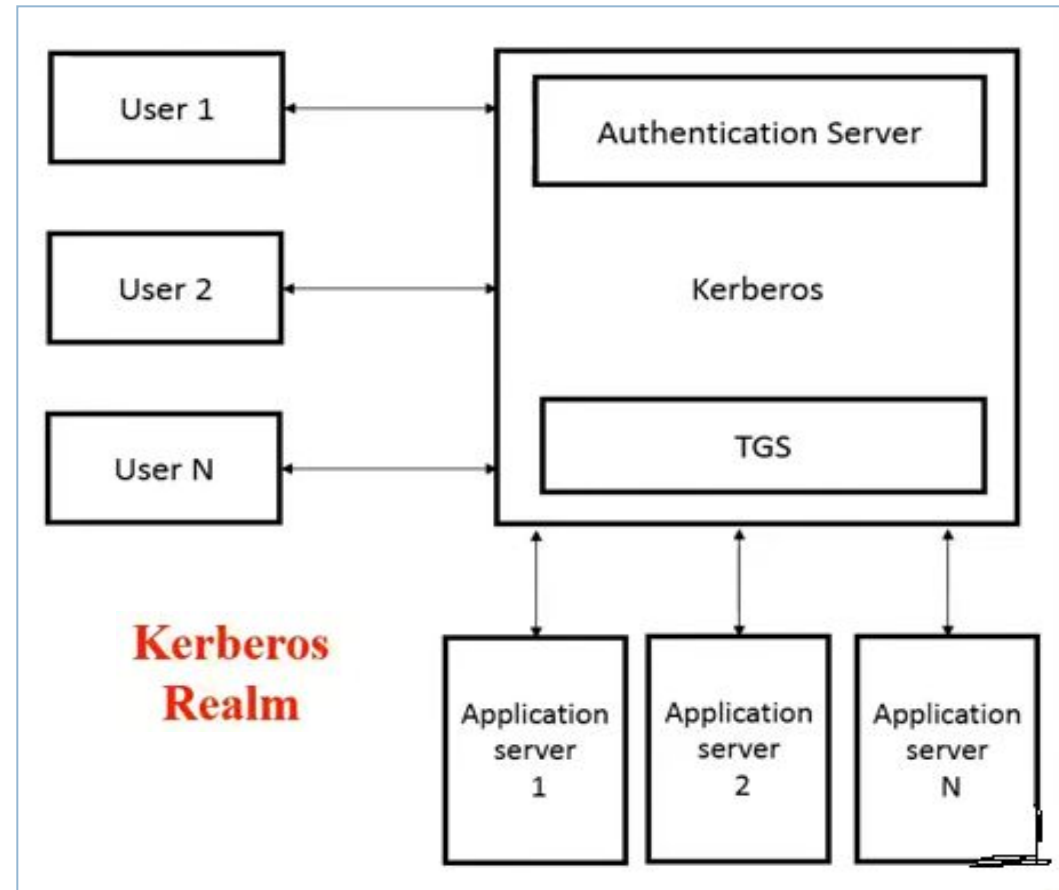 User 1
Authentication Server
User 2
Kerberos
User N
TGS
Kerberos
Realm
Application
server
1
Application
server
2
Application
server
N